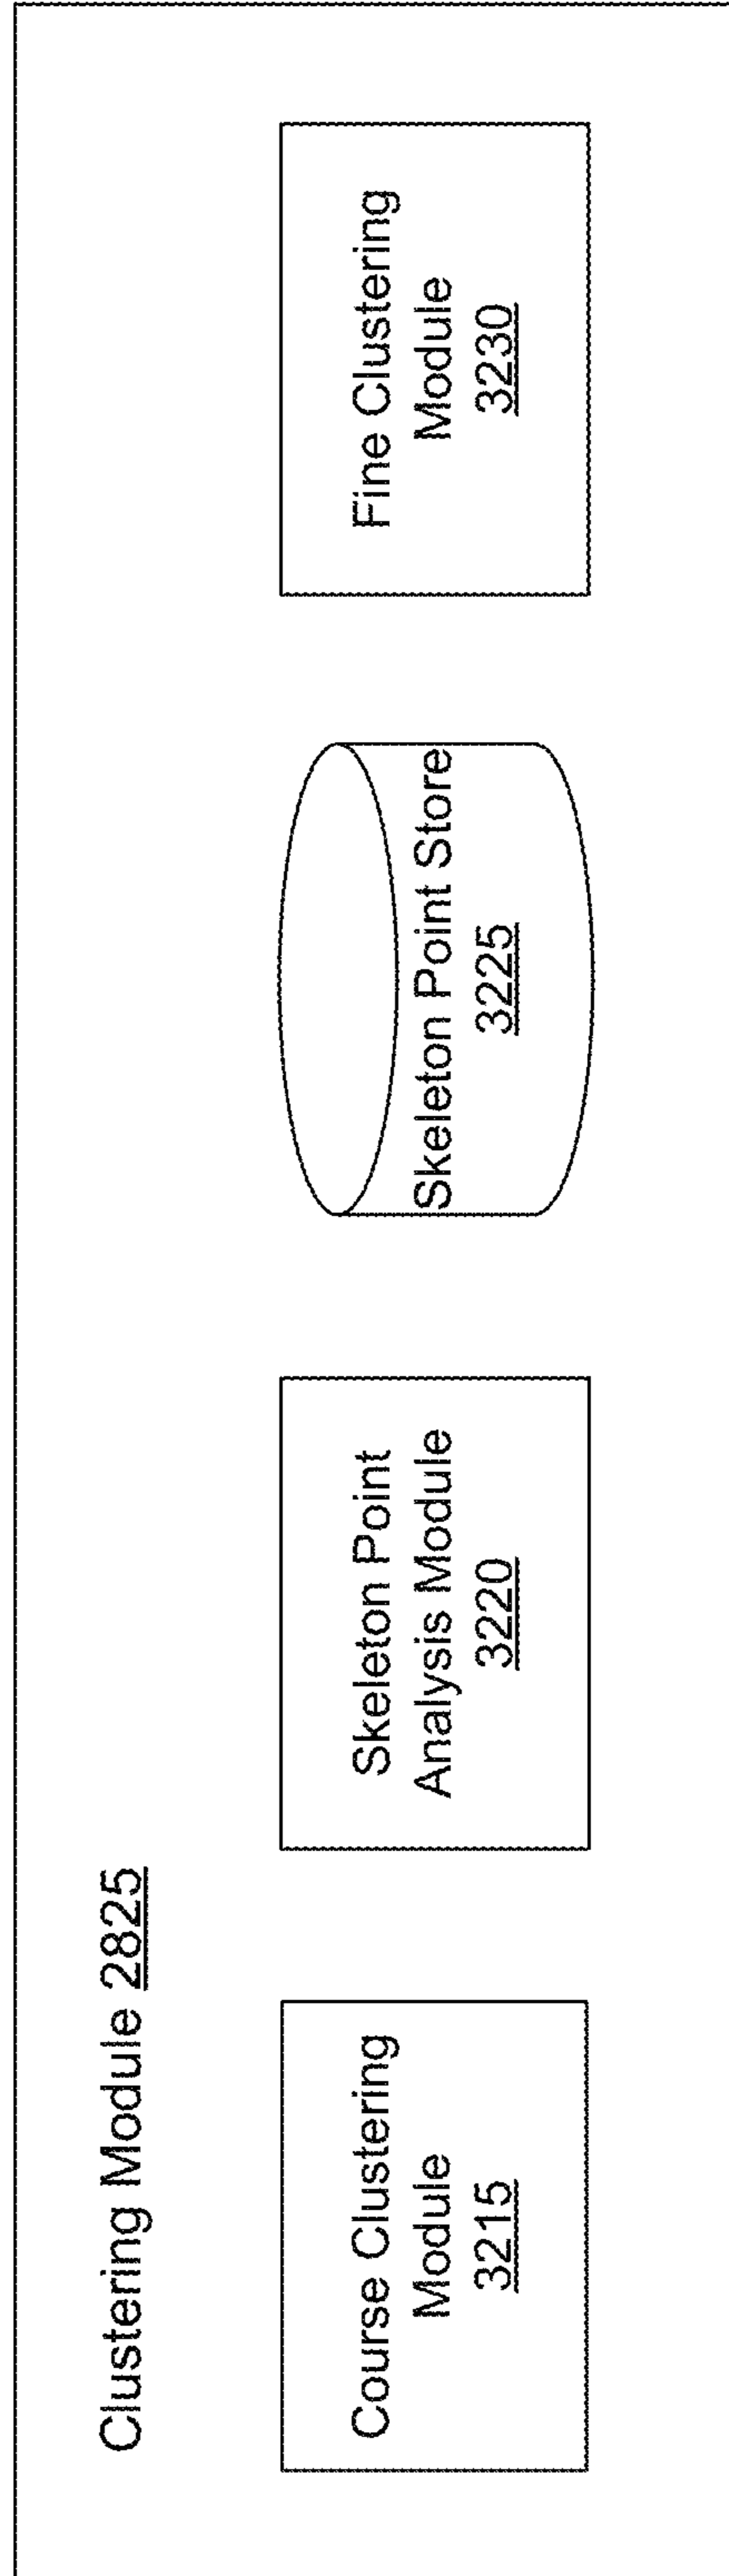 Clustering Module 2825
Course Clustering
Module
3215
Skeleton Point
Analysis Module
3220
Skeleton Point Store
3225
Fine Clustering
Module
3230